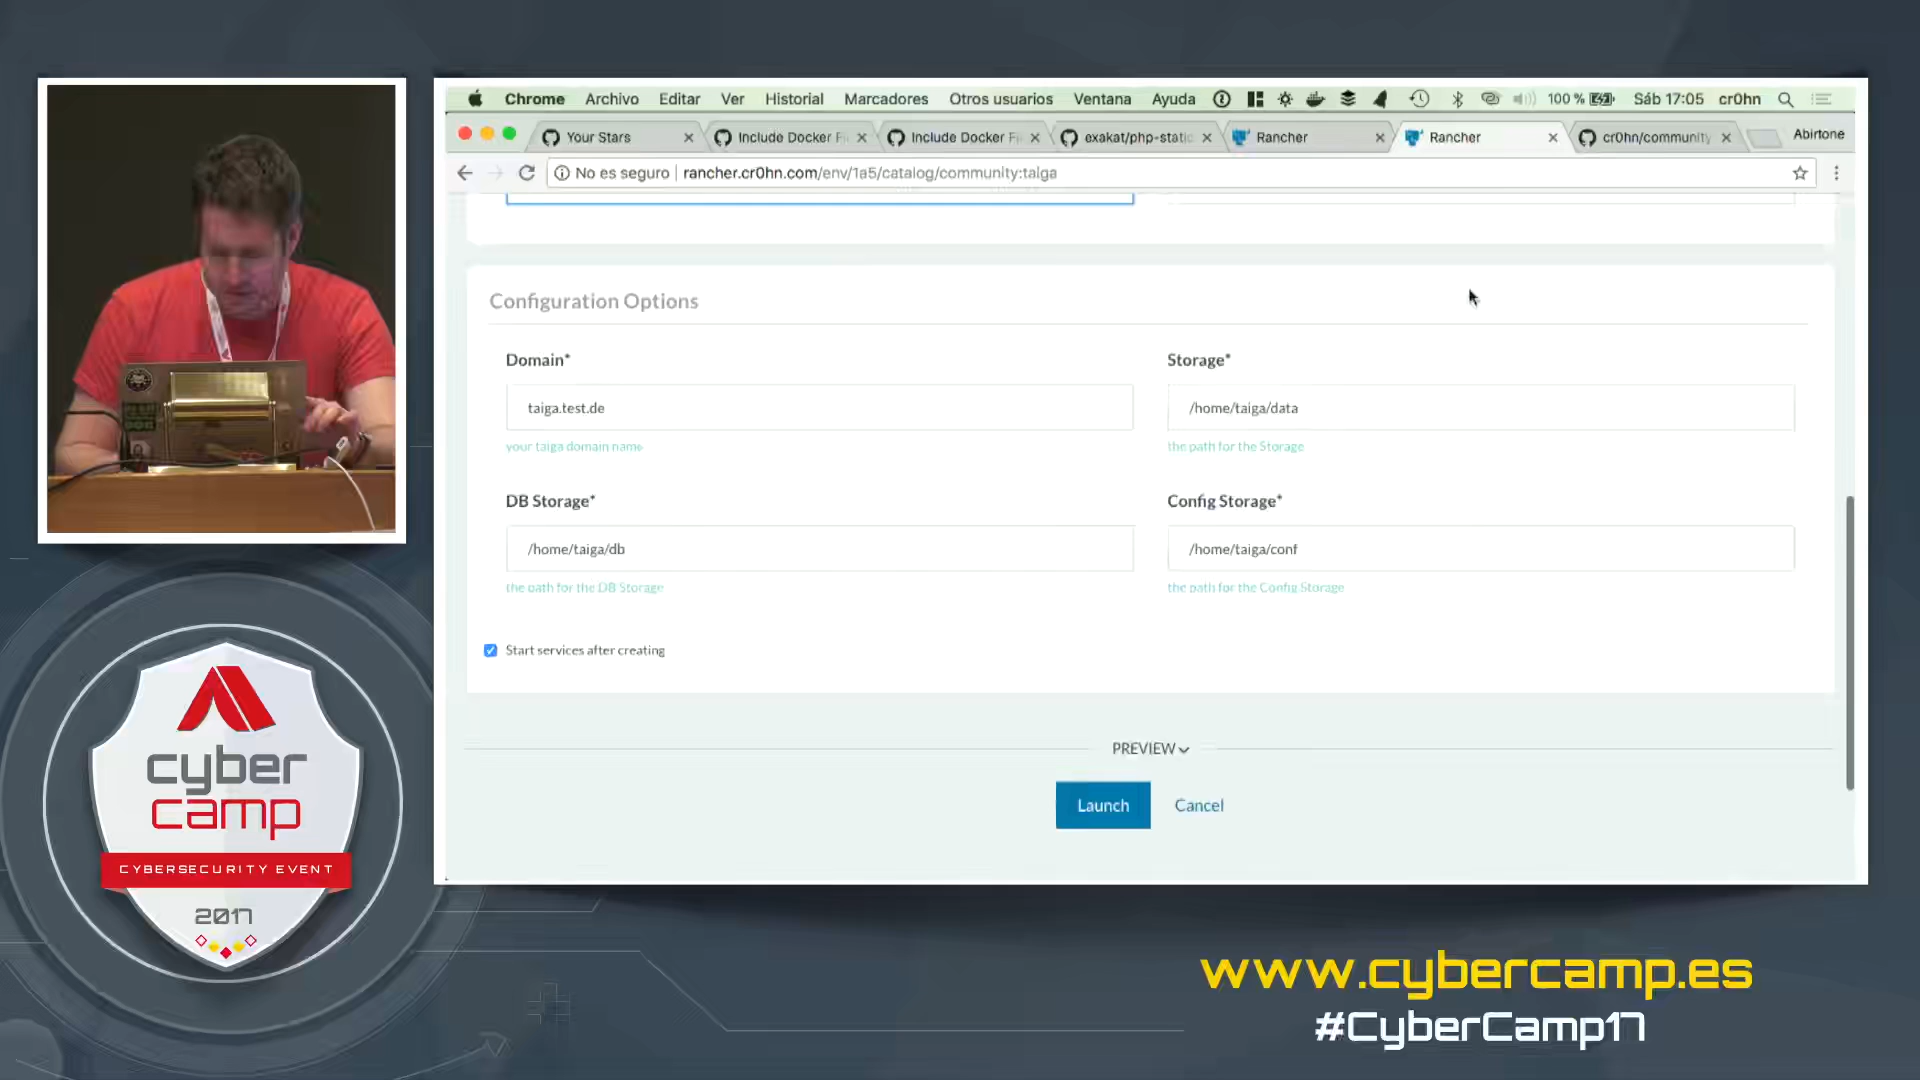 Chrome Archivo Editar Ver Historial Marcadores Otros usuarios Ventana Ayuda 100 % Sáb 17:05 cr0hn
Your Stars Include Docker Fi Include Docker Fi exakat/php-static Rancher Rancher cr0hn/community Abirtone
No es seguro rancher.cr0hn.com/env/1a5/catalog/community:taiga
Configuration Options
Domain* Storage*
taiga.test.de /home/taiga/data
your taiga domain name the path for the Storage
DB Storage* Config Storage*
/home/taiga/db /home/taiga/conf
the path for the DB Storage the path for the Config Storage
Start services after creating
PREVIEW
Launch Cancel
cyber
camp
CYBERSECURITY EVENT
2017
www.cybercamp.es
#CyberCamp17